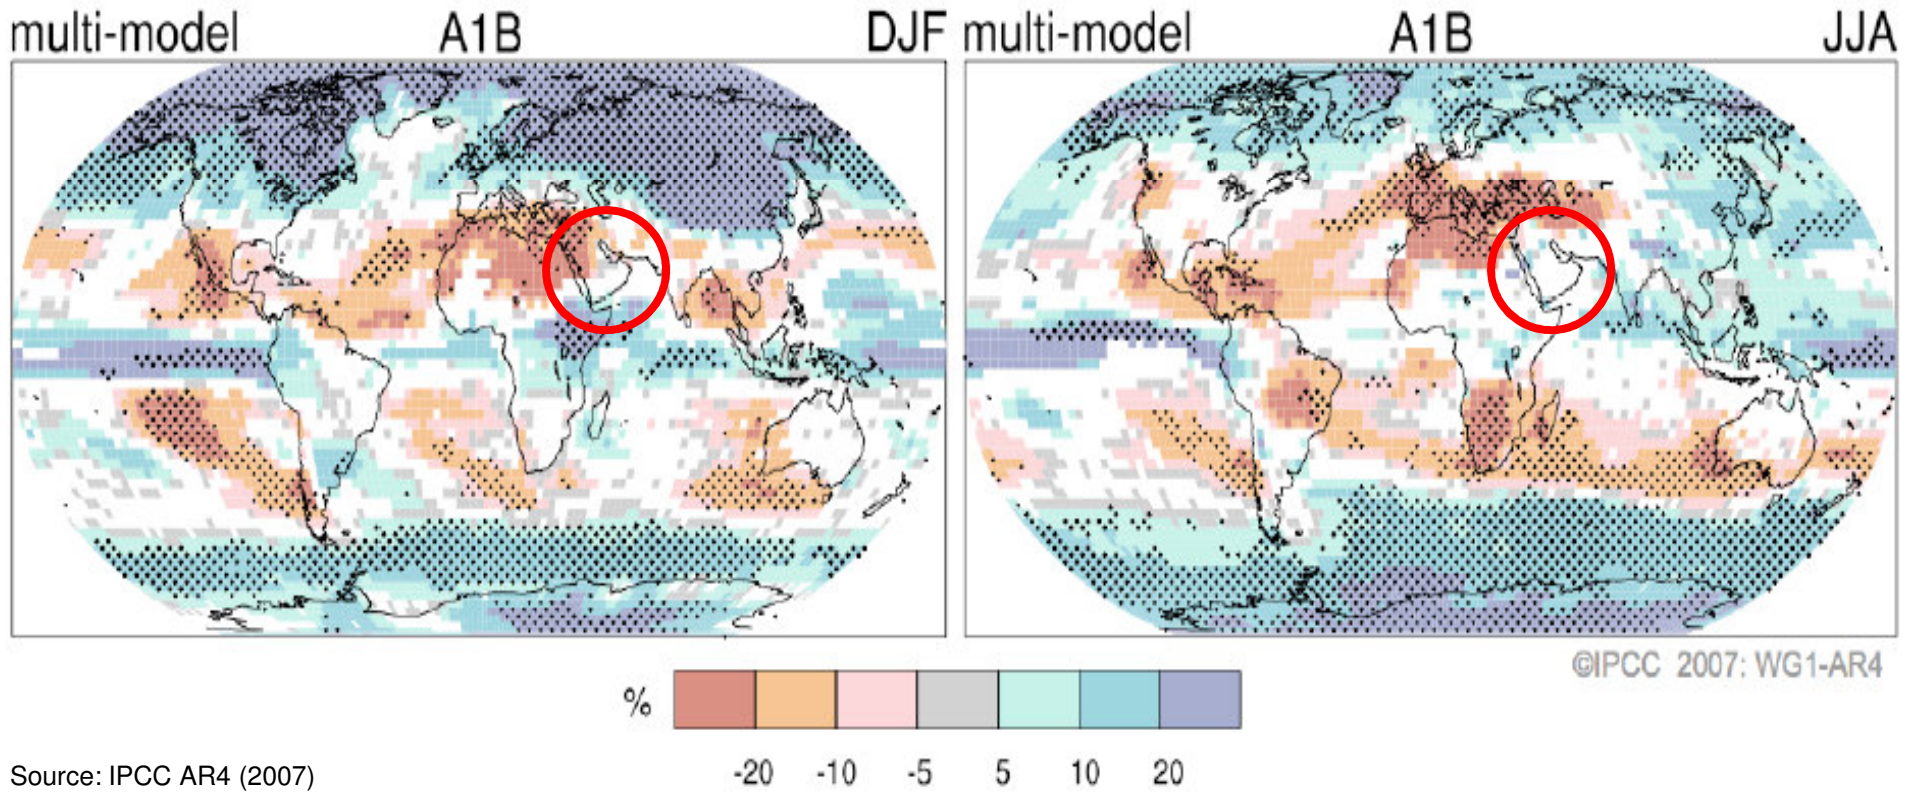 multi-model A1B DJF
multi-model A1B JJA
©IPCC 2007: WG1-AR4
%
-20 -10 -5 5 10 20
Source: IPCC AR4 (2007)